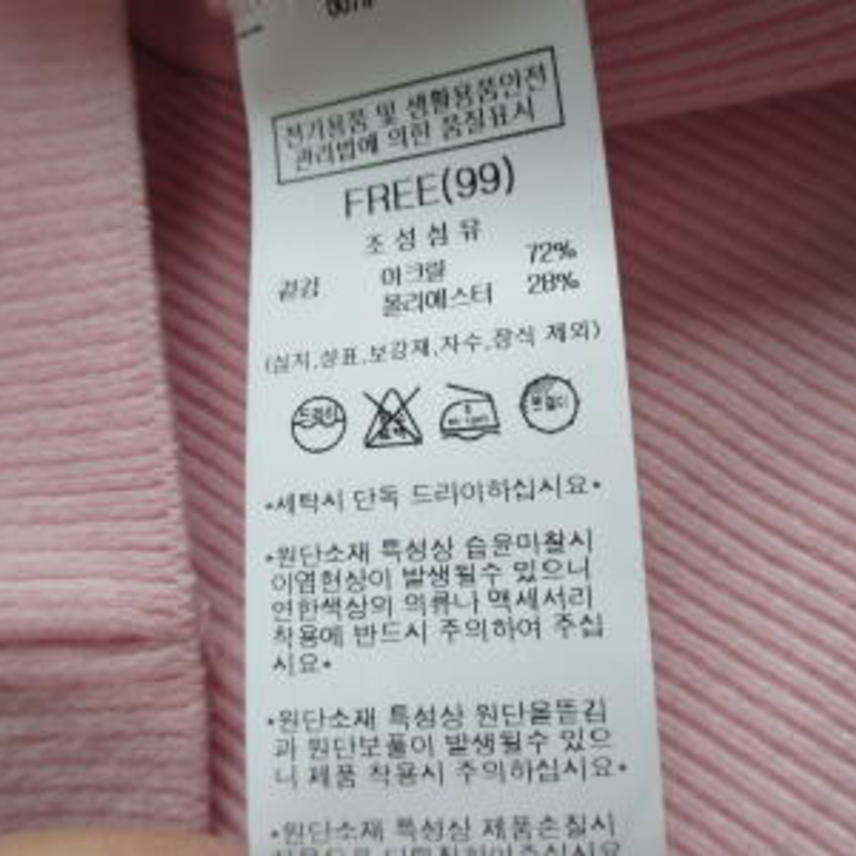 전기용품 및 생활용품안전
관리법에 의한 품질표시
FREE(99)
조성섬유
겉감 아크릴 72%
폴리에스터 28%
(심지,상표,보강재,자수,장식 제외)
드라이
*세탁시 단독 드라이하십시요*
*원단소재 특성상 습윤마찰시
이염현상이 발생될수 있으니
연한색상의 의류나 액세서리
착용에 반드시 주의하여 주십
시요*
*원단소재 특성상 원단올뜯김
과 원단보풀이 발생될수 있으
니 제품 착용시 주의하십시요*
*원단소재 특성상 제품손질시